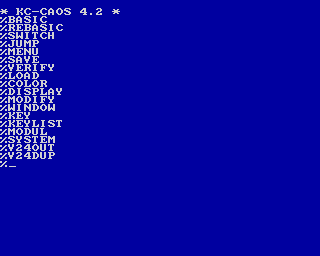 * KC-CAOS 4.2 *
%BASIC
%REBASIC
%SWITCH
%JUMP
%MENU
%SAVE
%VERIFY
%LOAD
%COLOR
%DISPLAY
%MODIFY
%WINDOW
%KEY
%KEYLIST
%MODUL
%SYSTEM
%V24OUT
%V24DUP
%_